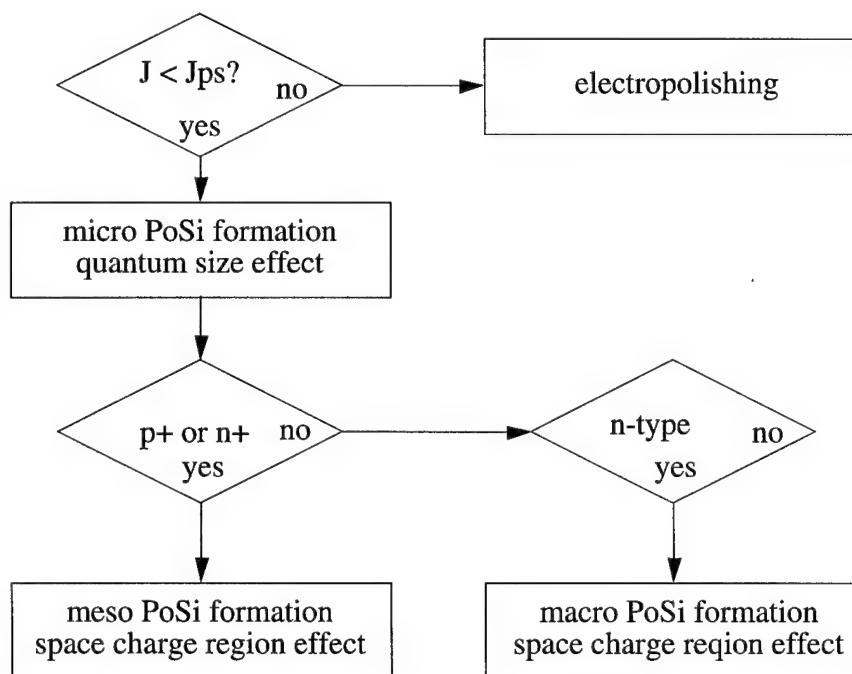 J < Jps?
no
yes
electropolishing
micro PoSi formation
quantum size effect
p+ or n+
no
yes
n-type
no
yes
meso PoSi formation
space charge region effect
macro PoSi formation
space charge reqion effect